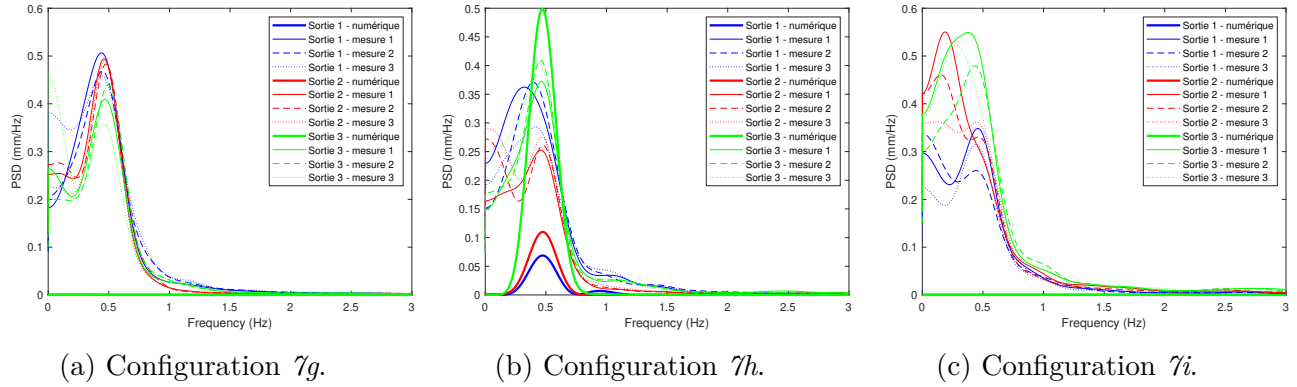 0.6
0.5
0.4
0.3
0.2
0.1
0
PSD (mm/Hz)
0
0.5
1
1.5
2
2.5
3
Frequency (Hz)
Sortie 1 - numérique
Sortie 1 - mesure 1
Sortie 1 - mesure 2
Sortie 1 - mesure 3
Sortie 2 - numérique
Sortie 2 - mesure 1
Sortie 2 - mesure 2
Sortie 2 - mesure 3
Sortie 3 - numérique
Sortie 3 - mesure 1
Sortie 3 - mesure 2
Sortie 3 - mesure 3
(a) Configuration 7g.
0.5
0.45
0.4
0.35
0.3
0.25
0.2
0.15
0.1
0.05
0
PSD (mm/Hz)
0
0.5
1
1.5
2
2.5
3
Frequency (Hz)
Sortie 1 - numérique
Sortie 1 - mesure 1
Sortie 1 - mesure 2
Sortie 1 - mesure 3
Sortie 2 - numérique
Sortie 2 - mesure 1
Sortie 2 - mesure 2
Sortie 2 - mesure 3
Sortie 3 - numérique
Sortie 3 - mesure 1
Sortie 3 - mesure 2
Sortie 3 - mesure 3
(b) Configuration 7h.
0.6
0.5
0.4
0.3
0.2
0.1
0
PSD (mm/Hz)
0
0.5
1
1.5
2
2.5
3
Frequency (Hz)
Sortie 1 - numérique
Sortie 1 - mesure 1
Sortie 1 - mesure 2
Sortie 1 - mesure 3
Sortie 2 - numérique
Sortie 2 - mesure 1
Sortie 2 - mesure 2
Sortie 2 - mesure 3
Sortie 3 - numérique
Sortie 3 - mesure 1
Sortie 3 - mesure 2
Sortie 3 - mesure 3
(c) Configuration 7i.